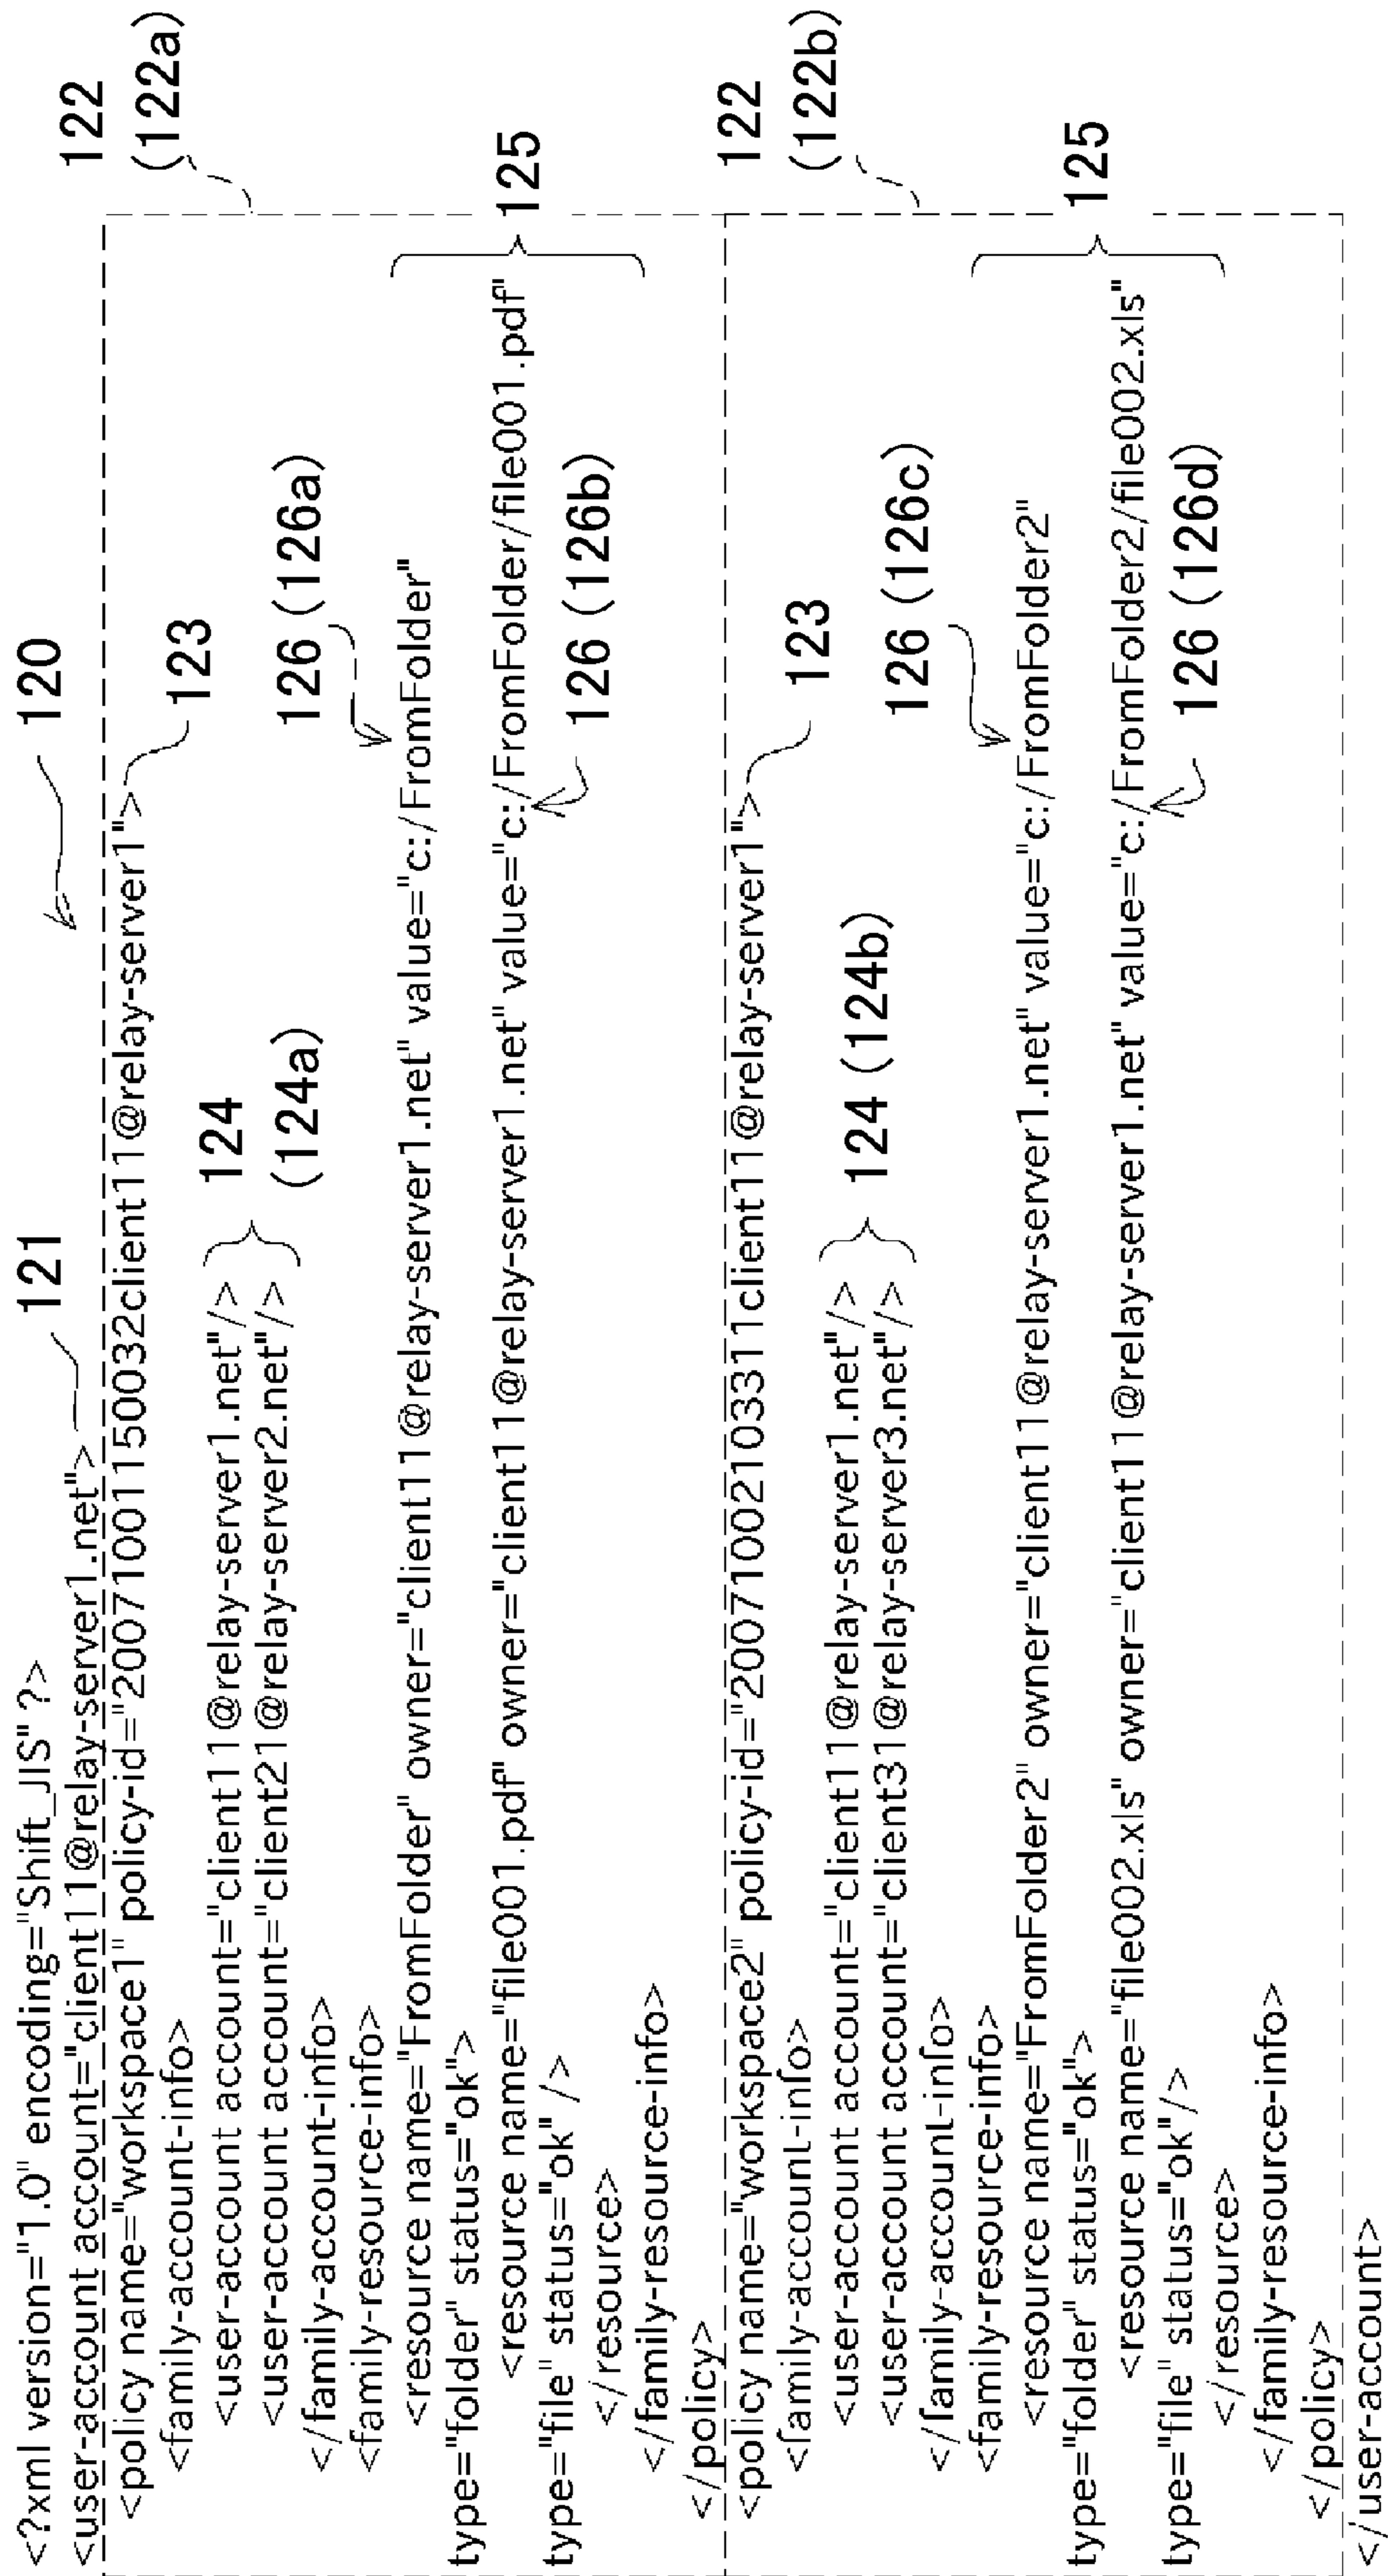 120
121
<?xml version="1.0" encoding="Shift_JIS" ?>
<user-account account="client11@relay-server1.net">
122
(122a)
<policy name="workspace1" policy-id="20071001150032client11@relay-server1">
123
<family-account-info>
<user-account account="client11@relay-server1.net"/>
<user-account account="client21@relay-server2.net"/>
124
(124a)
</family-account-info>
<family-resource-info>
126 (126a)
<resource name="FromFolder" owner="client11@relay-server1.net" value="c:/FromFolder"
type="folder" status="ok">
<resource name="file001.pdf" owner="client11@relay-server1.net" value="c:/FromFolder/file001.pdf"
125
type="file" status="ok" />
126 (126b)
</resource>
</family-resource-info>
</policy>
122
(122b)
<policy name="workspace2" policy-id="20071002103311client11@relay-server1">
123
<family-account-info>
<user-account account="client11@relay-server1.net"/>
<user-account account="client31@relay-server3.net"/>
124 (124b)
</family-account-info>
<family-resource-info>
126 (126c)
<resource name="FromFolder2" owner="client11@relay-server1.net" value="c:/FromFolder2"
type="folder" status="ok">
<resource name="file002.xls" owner="client11@relay-server1.net" value="c:/FromFolder2/file002.xls"
125
type="file" status="ok"/>
126 (126d)
</resource>
</family-resource-info>
</policy>
</user-account>